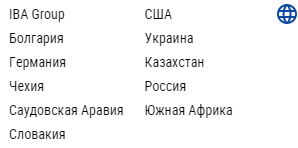 IBA Group
США
Болгария
Украина
Германия
Казахстан
Чехия
Россия
Саудовская Аравия
Южная Африка
Словакия